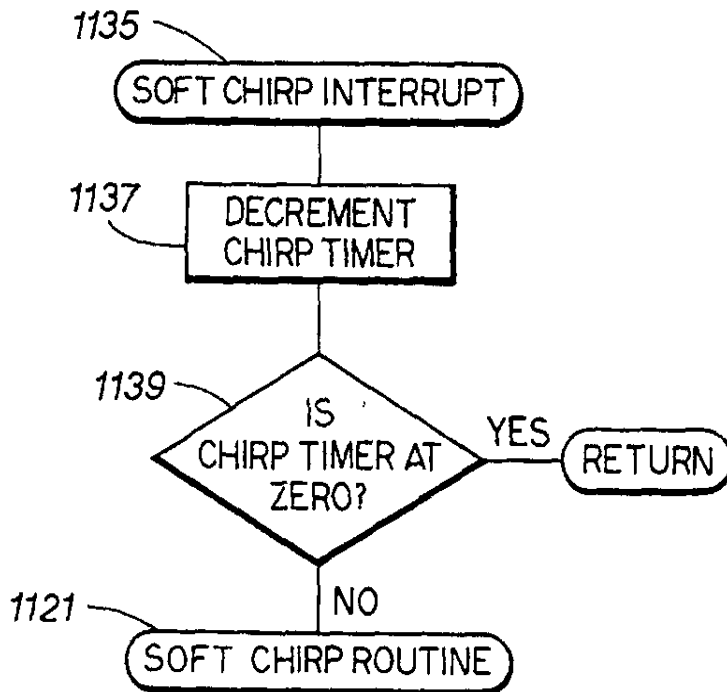 1135
SOFT CHIRP INTERRUPT
1137
DECREMENT
CHIRP TIMER
1139
IS
CHIRP TIMER AT
ZERO?
YES
RETURN
NO
1121
SOFT CHIRP ROUTINE